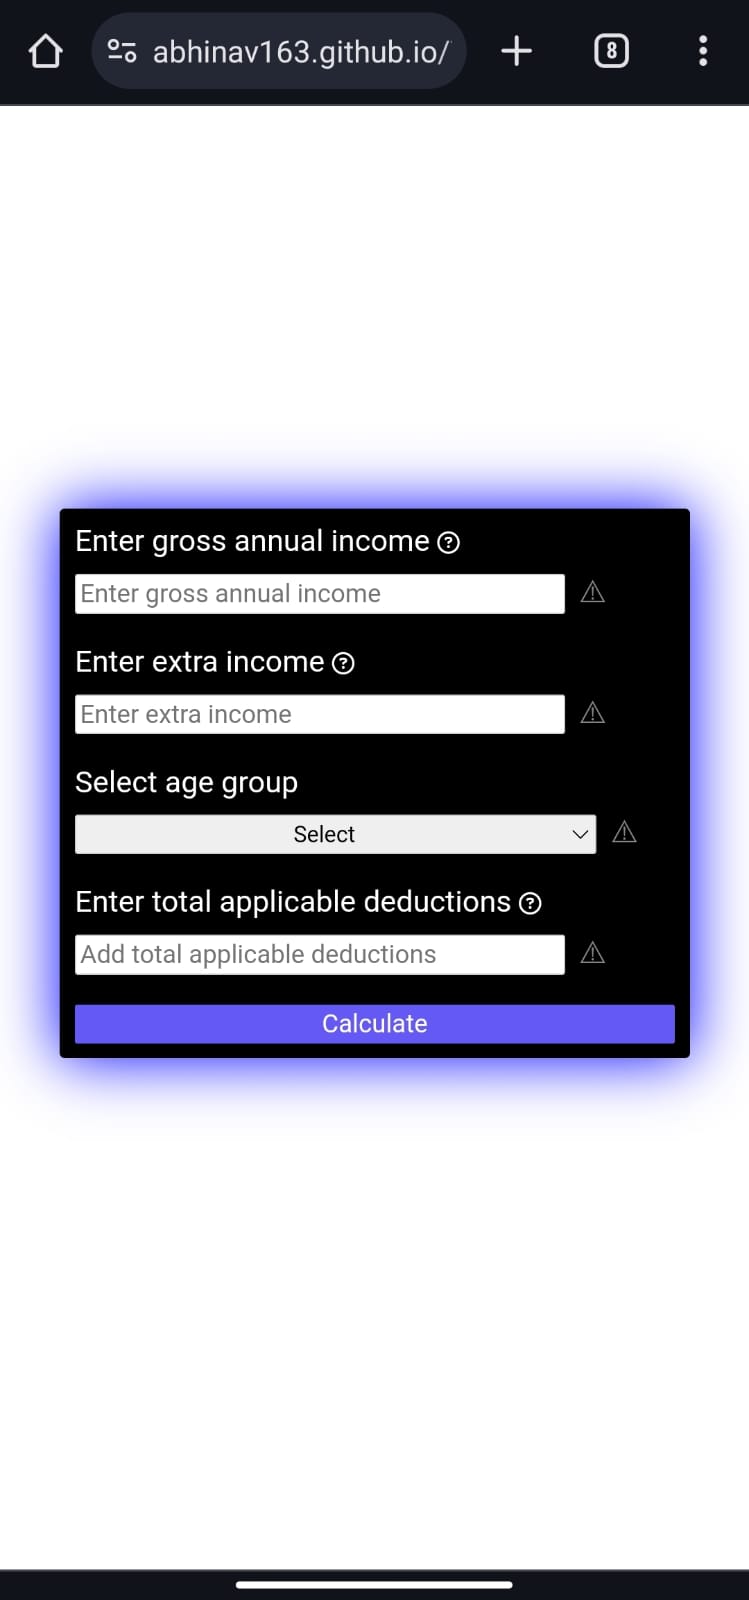 abhinav163.github.io/
8
Enter gross annual income
Enter gross annual income
Enter extra income
Enter extra income
Select age group
Select
Enter total applicable deductions
Add total applicable deductions
Calculate